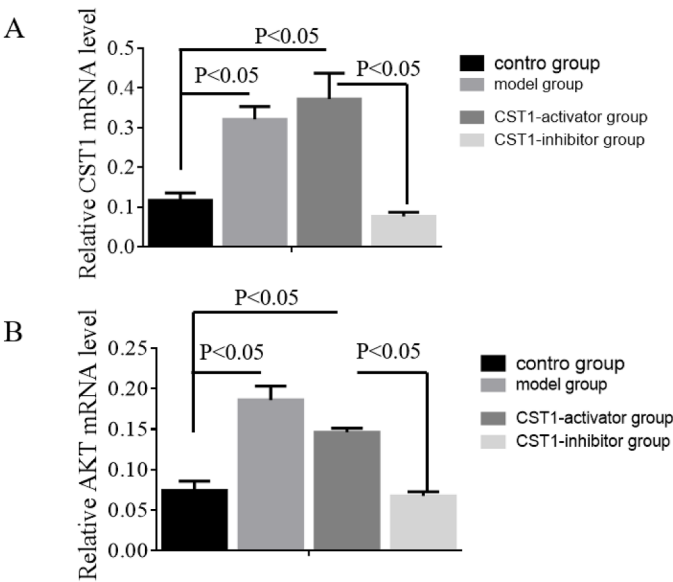 A
P<0.05
P<0.05
P<0.05
Relative CST1 mRNA level
0.5
0.4
0.3
0.2
0.1
0.0
contro group
model group
CST1-activator group
CST1-inhibitor group
B
P<0.05
P<0.05
P<0.05
Relative AKT mRNA level
0.25
0.20
0.15
0.10
0.05
0.00
contro group
model group
CST1-activator group
CST1-inhibitor group